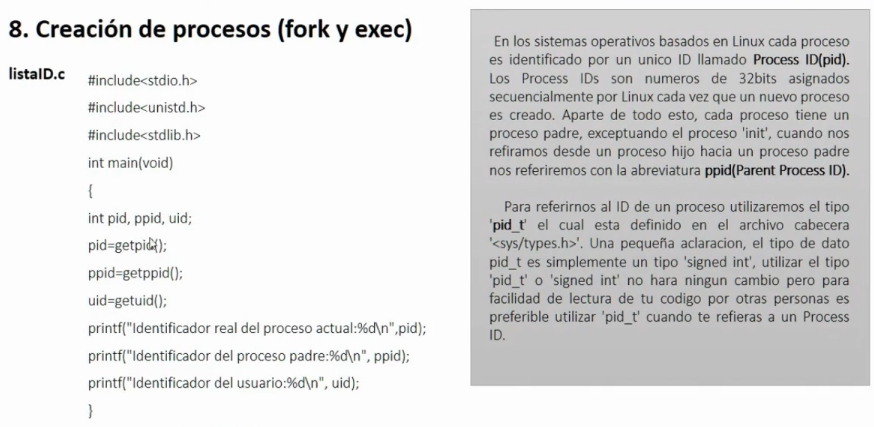 8. Creación de procesos (fork y exec)
listaID.c
#include<stdio.h>
#include<unistd.h>
#include<stdlib.h>
int main(void)
{
int pid, ppid, uid;
pid=getpid();
ppid=getppid();
uid=getuid();
printf("Identificador real del proceso actual:%d\n",pid);
printf("Identificador del proceso padre:%d\n", ppid);
printf("Identificador del usuario:%d\n", uid);
}
En los sistemas operativos basados en Linux cada proceso
es identificado por un unico ID llamado Process ID(pid).
Los Process IDs son numeros de 32bits asignados
secuencialmente por Linux cada vez que un nuevo proceso
es creado. Aparte de todo esto, cada proceso tiene un
proceso padre, exceptuando el proceso 'init', cuando nos
refiramos desde un proceso hijo hacia un proceso padre
nos referiremos con la abreviatura ppid(Parent Process ID).
Para referirnos al ID de un proceso utilizaremos el tipo
'pid_t' el cual esta definido en el archivo cabecera
'<sys/types.h>'. Una pequeña aclaracion, el tipo de dato
pid_t es simplemente un tipo 'signed int', utilizar el tipo
'pid_t' o 'signed int' no hara ningun cambio pero para
facilidad de lectura de tu codigo por otras personas es
preferible utilizar 'pid_t' cuando te refieras a un Process
ID.